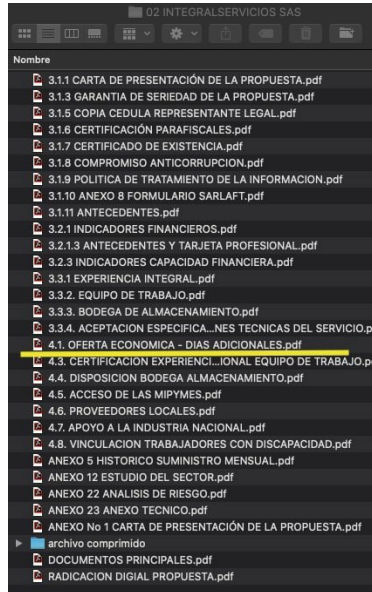 02 INTEGRALSERVICIOS SAS
Nombre
3.1.1 CARTA DE PRESENTACIÓN DE LA PROPUESTA.pdf
3.1.3 GARANTIA DE SERIEDAD DE LA PROPUESTA.pdf
3.1.5 COPIA CEDULA REPRESENTANTE LEGAL.pdf
3.1.6 CERTIFICACIÓN PARAFISCALES.pdf
3.1.7 CERTIFICADO DE EXISTENCIA.pdf
3.1.8 COMPROMISO ANTICORRUPCION.pdf
3.1.9 POLITICA DE TRATAMIENTO DE LA INFORMACION.pdf
3.1.10 ANEXO 8 FORMULARIO SARLAFT.pdf
3.1.11 ANTECEDENTES.pdf
3.2.1 INDICADORES FINANCIEROS.pdf
3.2.1.3 ANTECEDENTES Y TARJETA PROFESIONAL.pdf
3.2.3 INDICADORES CAPACIDAD FINANCIERA.pdf
3.3.1 EXPERIENCIA INTEGRAL.pdf
3.3.2. EQUIPO DE TRABAJO.pdf
3.3.3. BODEGA DE ALMACENAMIENTO.pdf
3.3.4. ACEPTACION ESPECIFICA...NES TECNICAS DEL SERVICIO.p
4.1. OFERTA ECONOMICA - DIAS ADICIONALES.pdf
4.3. CERTIFICACION EXPERIENCI...IONAL EQUIPO DE TRABAJO.p
4.4. DISPOSICION BODEGA ALMACENAMIENTO.pdf
4.5. ACCESO DE LAS MIPYMES.pdf
4.6. PROVEEDORES LOCALES.pdf
4.7. APOYO A LA INDUSTRIA NACIONAL.pdf
4.8. VINCULACION TRABAJADORES CON DISCAPACIDAD.pdf
ANEXO 5 HISTORICO SUMINISTRO MENSUAL.pdf
ANEXO 12 ESTUDIO DEL SECTOR.pdf
ANEXO 22 ANALISIS DE RIESGO.pdf
ANEXO 23 ANEXO TECNICO.pdf
ANEXO No 1 CARTA DE PRESENTACIÓN DE LA PROPUESTA.pdf
archivo comprimido
DOCUMENTOS PRINCIPALES.pdf
RADICACION DIGIAL PROPUESTA.pdf